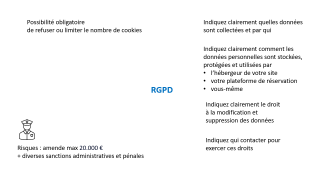 Possibilité obligatoire
de refuser ou limiter le nombre de cookies
Indiquez clairement quelles données
sont collectées et par qui
Indiquez clairement comment les
données personnelles sont stockées,
protégées et utilisées par
• l'hébergeur de votre site
• votre plateforme de réservation
• vous-même
RGPD
Indiquez clairement le droit
à la modification et
suppression des données
Indiquez qui contacter pour
exercer ces droits
Risques : amende max 20.000 €
+ diverses sanctions administratives et pénales